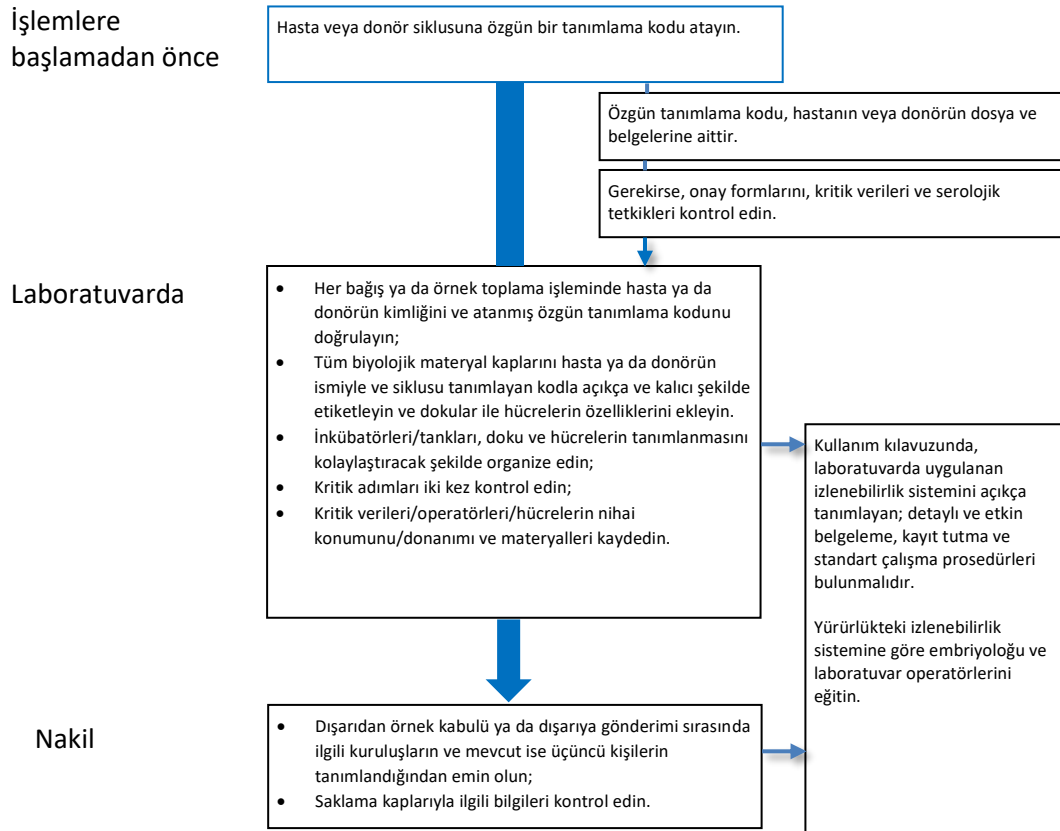 İşlemlere
başlamadan önce
Hasta veya donör siklusuna özgün bir tanımlama kodu atayın.
Özgün tanımlama kodu, hastanın veya donörün dosya ve
belgelerine aittir.
Gerekirse, onay formlarını, kritik verileri ve serolojik
tetkikleri kontrol edin.
Laboratuvarda
• Her bağış ya da örnek toplama işleminde hasta ya da
donörün kimliğini ve atanmış özgün tanımlama kodunu
doğrulayın;
• Tüm biyolojik materyal kaplarını hasta ya da donörün
ismiyle ve siklusu tanımlayan kodla açıkça ve kalıcı şekilde
etiketleyin ve dokular ile hücrelerin özelliklerini ekleyin.
• İnkübatörleri/tankları, doku ve hücrelerin tanımlanmasını
kolaylaştıracak şekilde organize edin;
• Kritik adımları iki kez kontrol edin;
• Kritik verileri/operatörleri/hücrelerin nihai
konumunu/donanımı ve materyalleri kaydedin.
Kullanım kılavuzunda,
laboratuvarda uygulanan
izlenebilirlik sistemini açıkça
tanımlayan; detaylı ve etkin
belgeleme, kayıt tutma ve
standart çalışma prosedürleri
bulunmalıdır.
Yürürlükteki izlenebilirlik
sistemine göre embriyoloğu ve
laboratuvar operatörlerini
eğitin.
Nakil
• Dışarıdan örnek kabulü ya da dışarıya gönderimi sırasında
ilgili kuruluşların ve mevcut ise üçüncü kişilerin
tanımlandığından emin olun;
• Saklama kaplarıyla ilgili bilgileri kontrol edin.